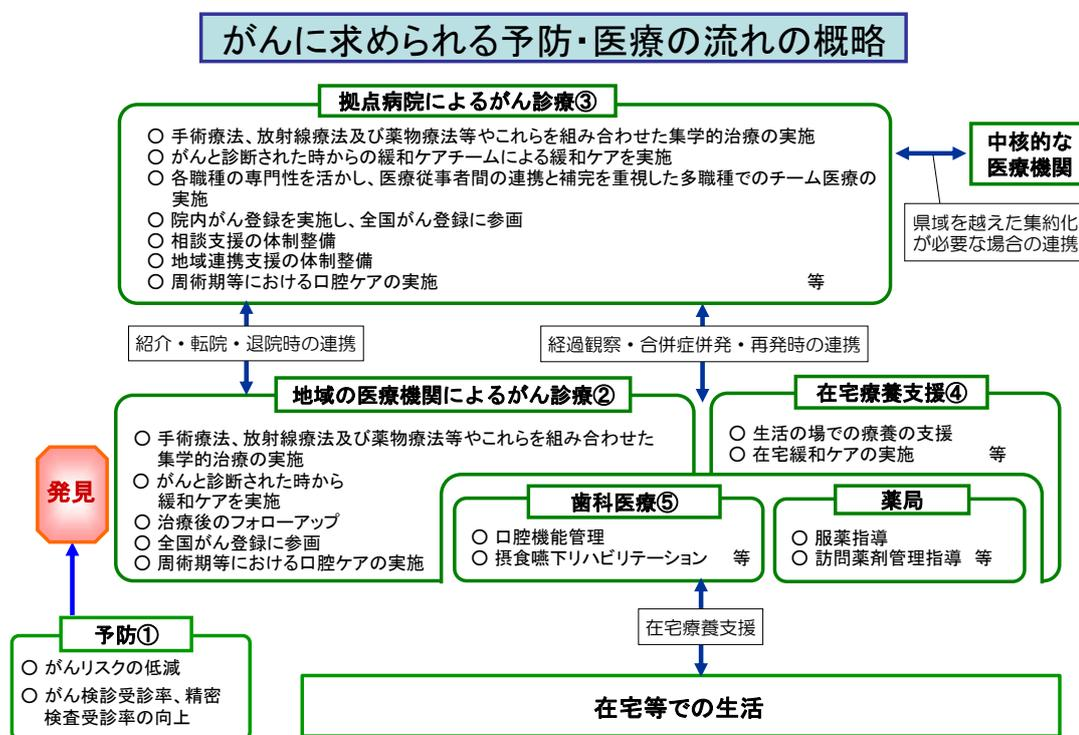 がんに求められる予防・医療の流れの概略
拠点病院によるがん診療③
○ 手術療法、放射線療法及び薬物療法等やこれらを組み合わせた集学的治療の実施
○ がんと診断された時からの緩和ケアチームによる緩和ケアを実施
○ 各職種の専門性を活かし、医療従事者間の連携と補完を重視した多職種でのチーム医療の
実施
○ 院内がん登録を実施し、全国がん登録に参画
○ 相談支援の体制整備
○ 地域連携支援の体制整備
○ 周術期等における口腔ケアの実施 等
中核的な
医療機関
県域を越えた集約化
が必要な場合の連携
紹介・転院・退院時の連携
経過観察・合併症併発・再発時の連携
地域の医療機関によるがん診療②
○ 手術療法、放射線療法及び薬物療法等やこれらを組み合わせた
集学的治療の実施
○ がんと診断された時から
緩和ケアを実施
○ 治療後のフォローアップ
○ 全国がん登録に参画
○ 周術期等における口腔ケアの実施
在宅療養支援④
○ 生活の場での療養の支援
○ 在宅緩和ケアの実施 等
歯科医療⑤
○ 口腔機能管理
○ 摂食嚥下リハビリテーション 等
薬局
○ 服薬指導
○ 訪問薬剤管理指導 等
発見
予防①
○ がんリスクの低減
○ がん検診受診率、精密
検査受診率の向上
在宅療養支援
在宅等での生活